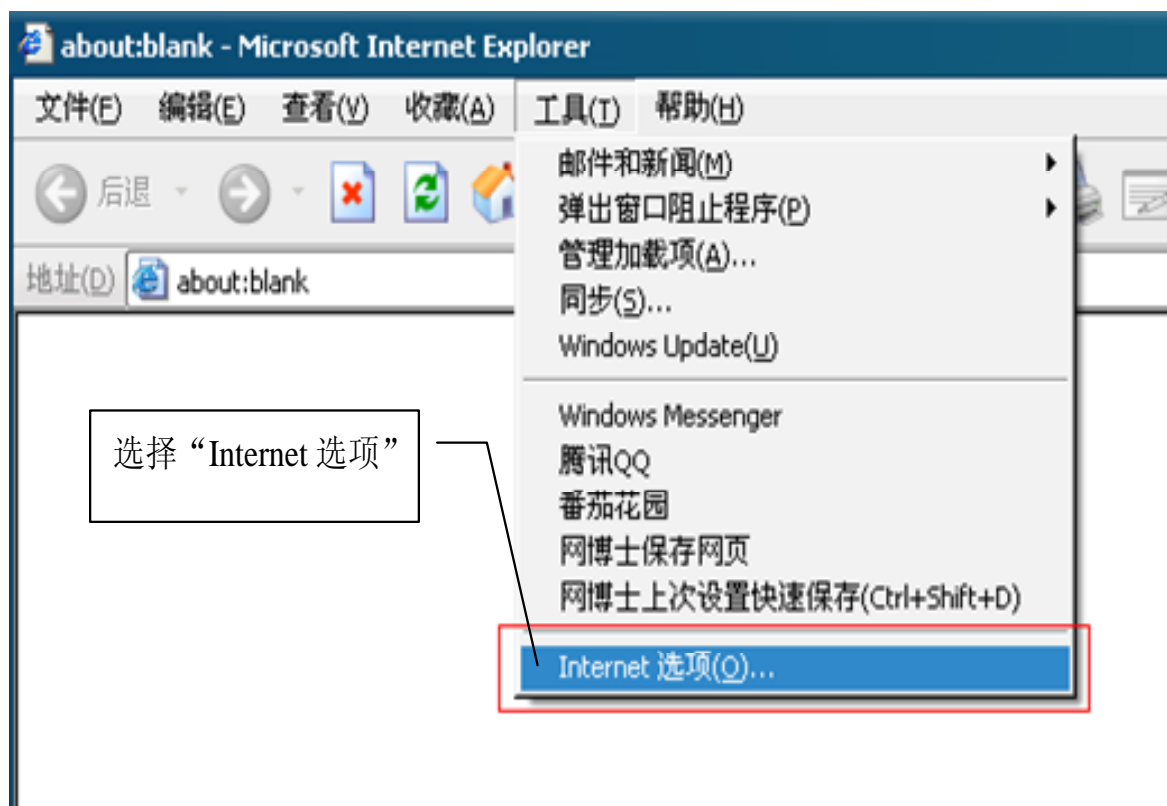 about:blank - Microsoft Internet Explorer
文件(F) 编辑(E) 查看(V) 收藏(A) 工具(T) 帮助(H)
后退
地址(D) about:blank
邮件和新闻(M)
弹出窗口阻止程序(P)
管理加载项(A)...
同步(S)...
Windows Update(U)
Windows Messenger
腾讯QQ
番茄花园
网博士保存网页
网博士上次设置快速保存(Ctrl+Shift+D)
Internet 选项(O)...
选择“Internet 选项”